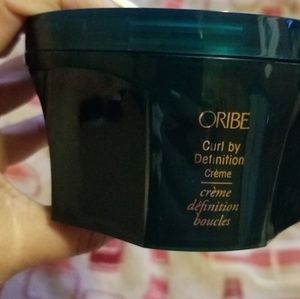 ORIBE
Curl by
Definition
Crème
crème
définition
boucles